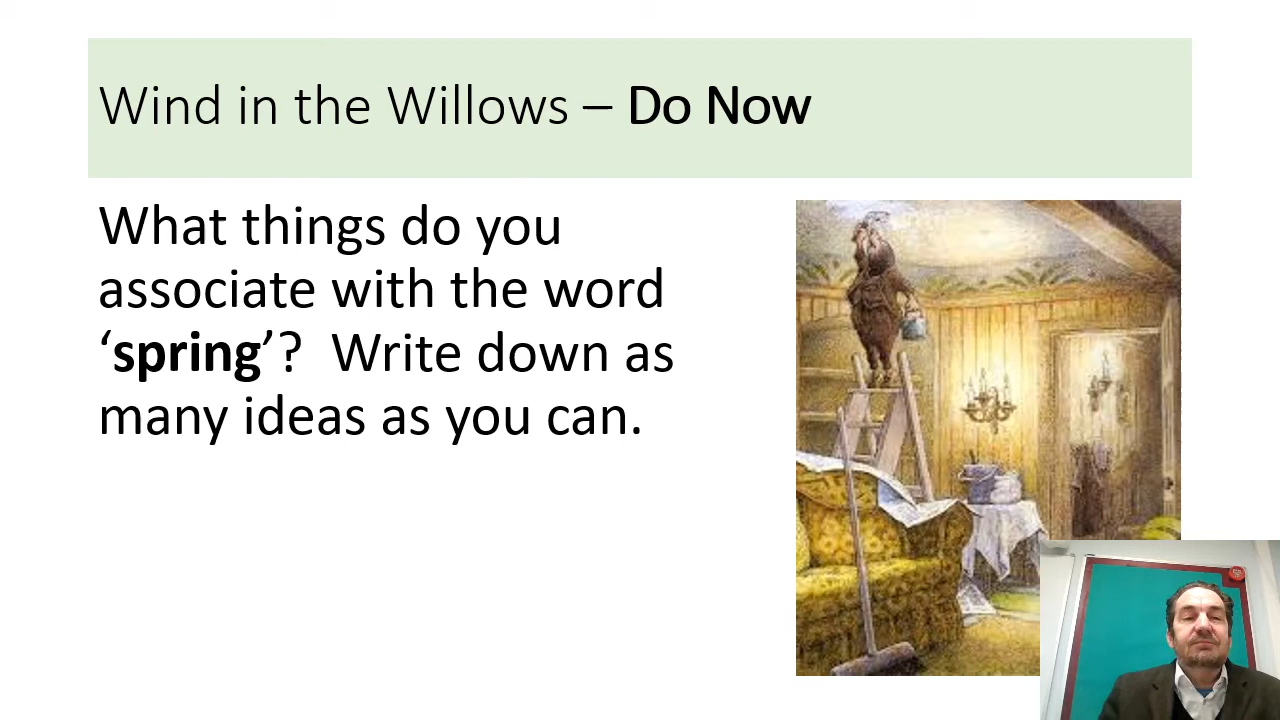 Wind in the Willows – Do Now
What things do you
associate with the word
‘spring’?  Write down as
many ideas as you can.